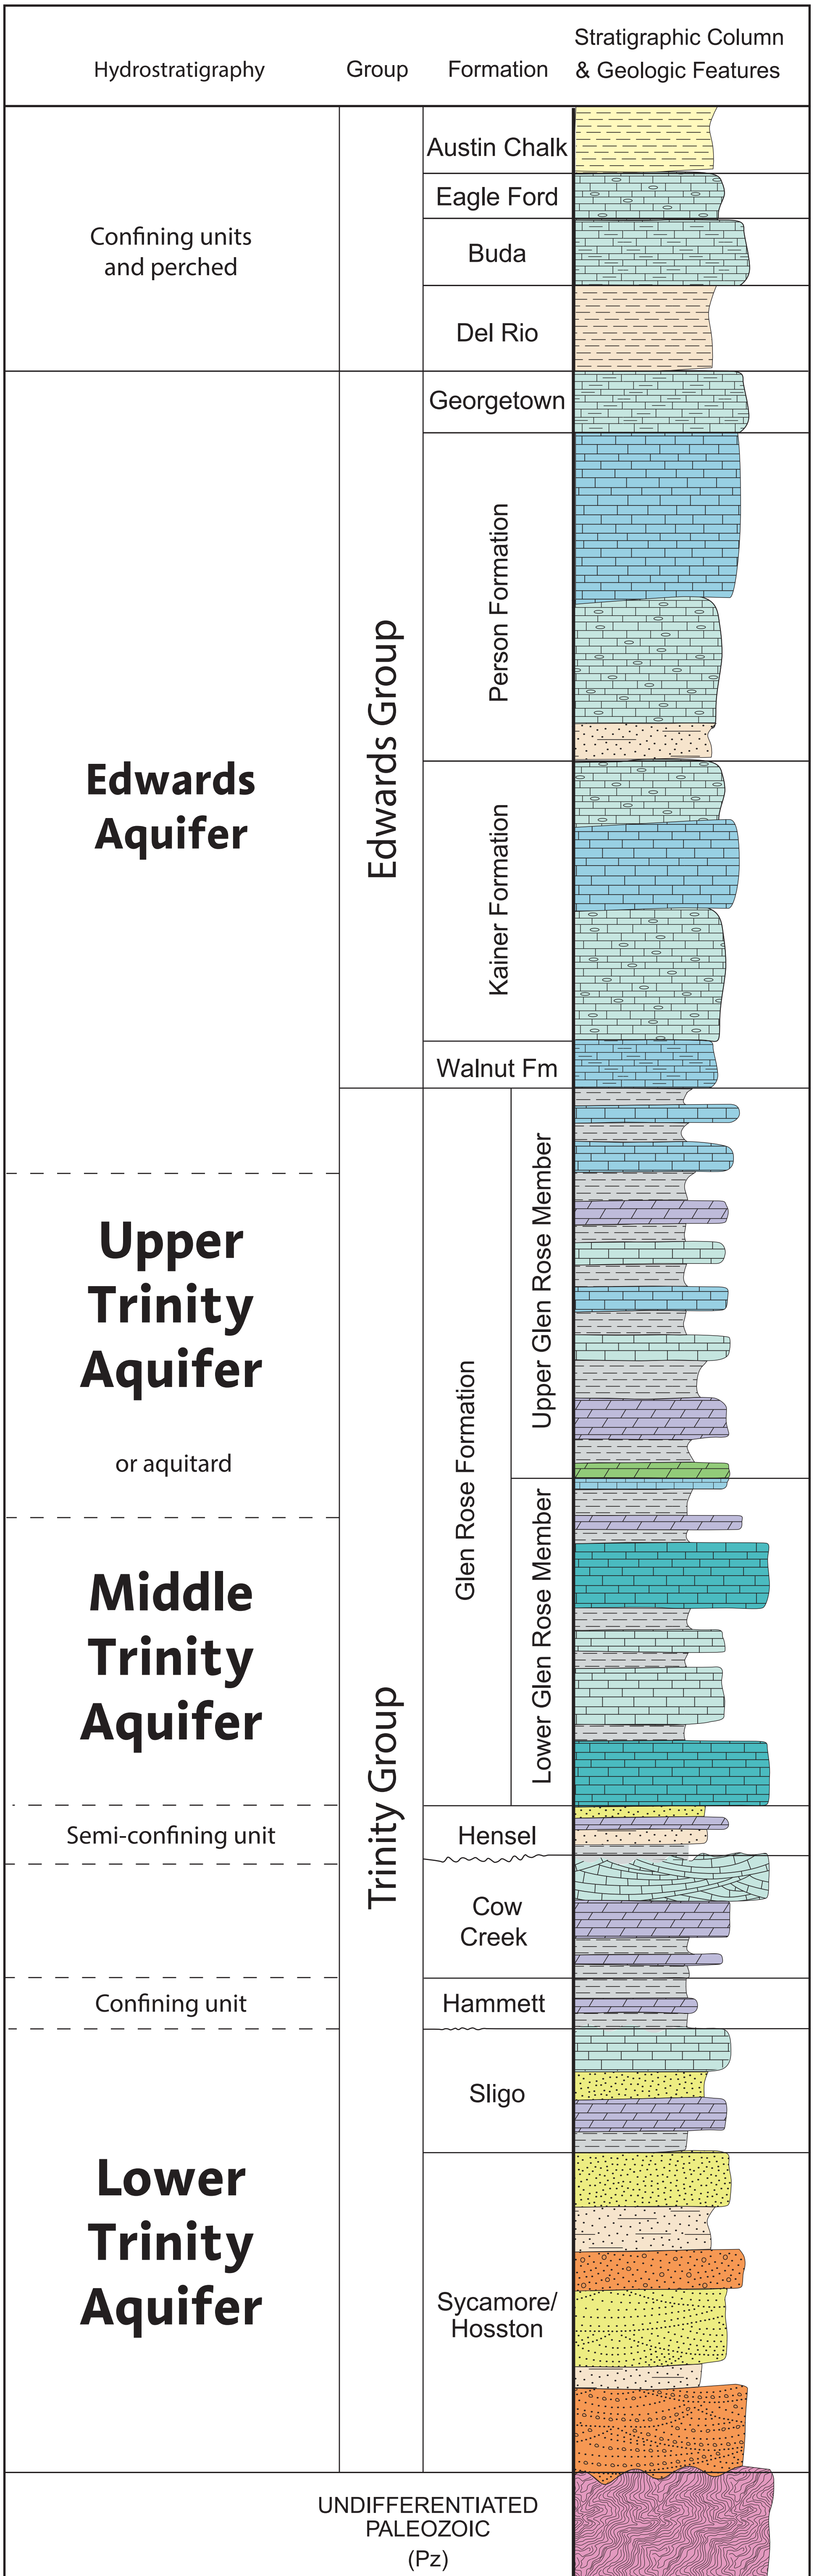 Hydrostratigraphy
Group
Formation
Stratigraphic Column
& Geologic Features
Confining units
and perched
Austin Chalk
Eagle Ford
Buda
Del Rio
Edwards
Aquifer
Edwards Group
Georgetown
Person Formation
Kainer Formation
Walnut Fm
Upper
Trinity
Aquifer
or aquitard
Middle
Trinity
Aquifer
Semi-confining unit
Confining unit
Lower
Trinity
Aquifer
Trinity Group
Glen Rose Formation
Upper Glen Rose Member
Lower Glen Rose Member
Hensel
Cow
Creek
Hammett
Sligo
Sycamore/
Hosston
UNDIFFERENTIATED
PALEOZOIC
(Pz)